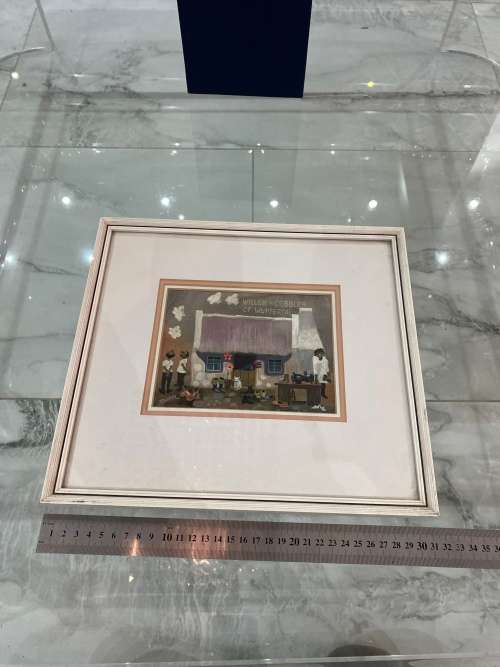 WILLEM - COBBLER
OF WUPPERTAL
1 2 3 4 5 6 7 8 9 10 11 12 13 14 15 16 17 18 19 20 21 22 23 24 25 26 27 28 29 30 31 32 33 34 35 36